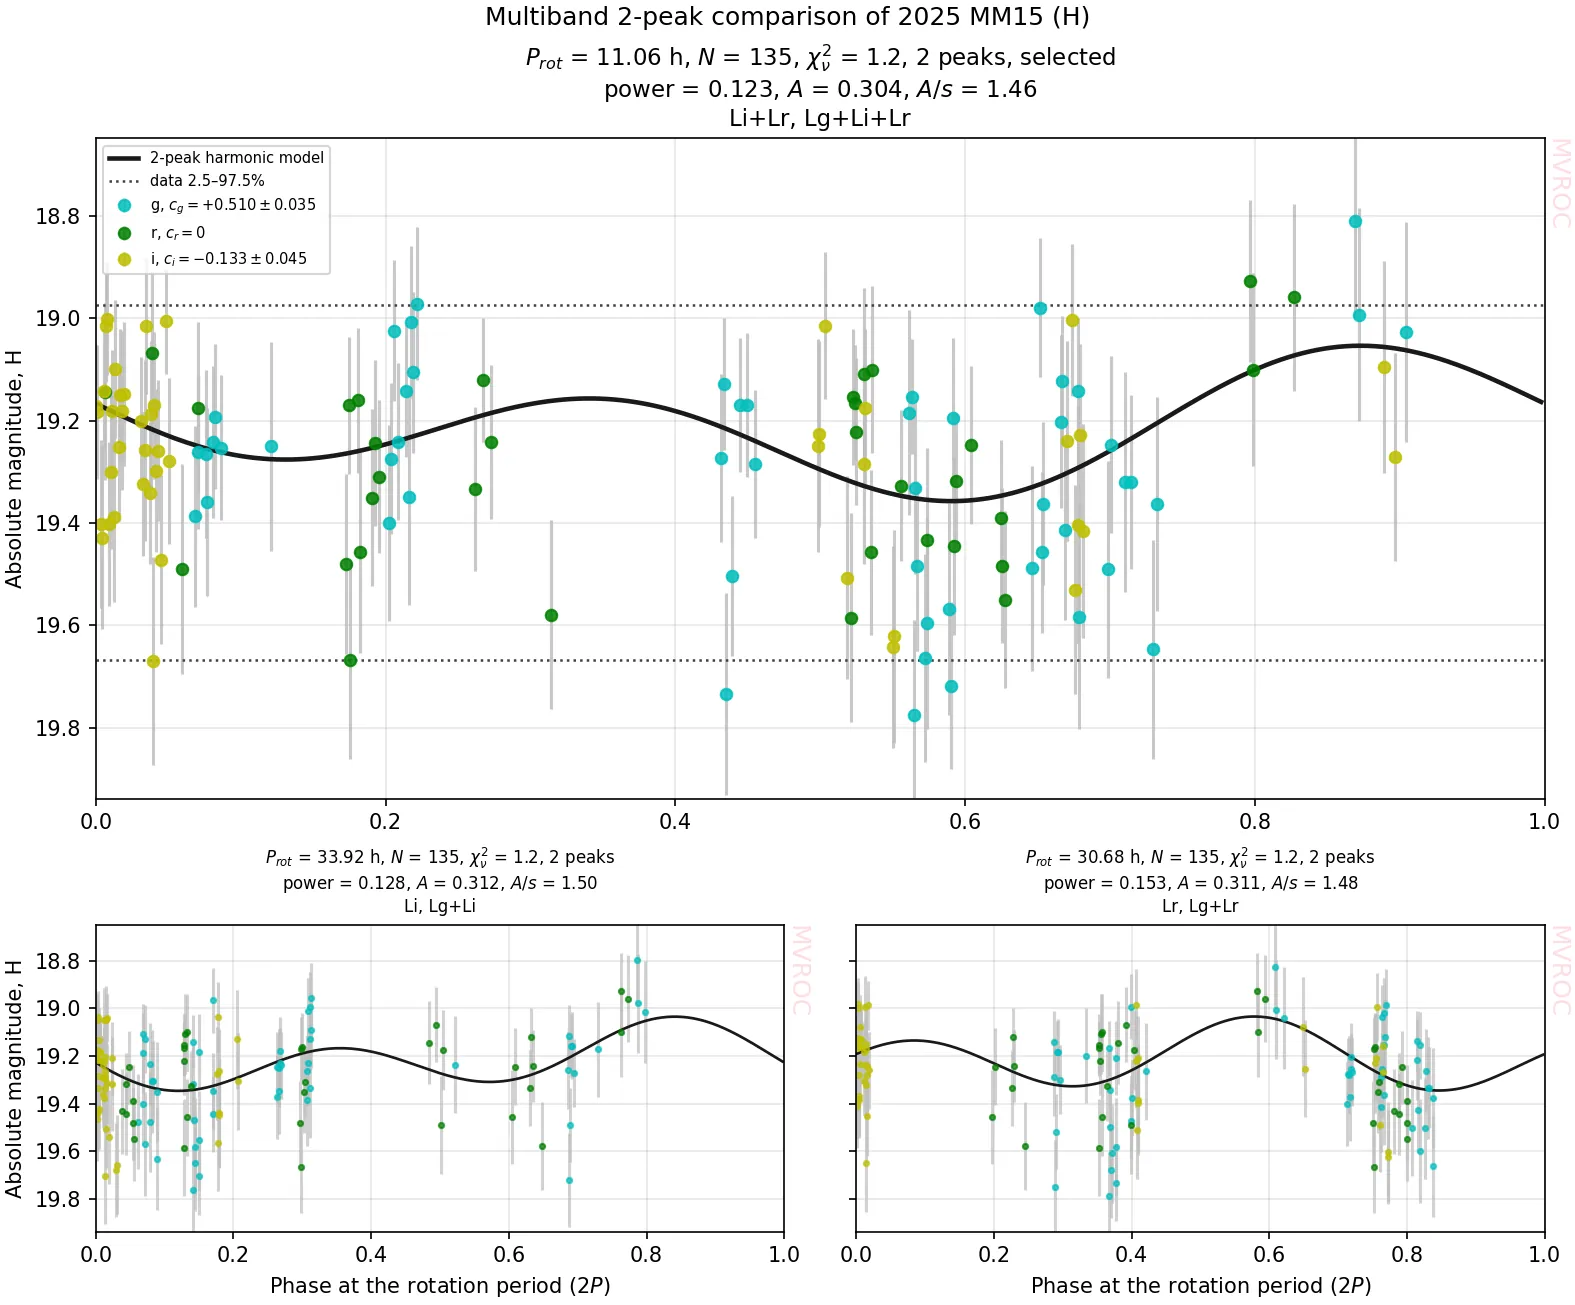 Multiband 2-peak comparison of 2025 MM15 (H)
P_rot = 11.06 h, N = 135, χ²_ν = 1.2, 2 peaks, selected
power = 0.123, A = 0.304, A/s = 1.46
Li+Lr, Lg+Li+Lr
2-peak harmonic model
data 2.5–97.5%
g, c_g = +0.510 ± 0.035
r, c_r = 0
i, c_i = −0.133 ± 0.045
MVROC
Absolute magnitude, H
18.8
19.0
19.2
19.4
19.6
19.8
0.0 0.2 0.4 0.6 0.8 1.0
P_rot = 33.92 h, N = 135, χ²_ν = 1.2, 2 peaks
power = 0.128, A = 0.312, A/s = 1.50
Li, Lg+Li
MVROC
Absolute magnitude, H
18.8
19.0
19.2
19.4
19.6
19.8
0.0 0.2 0.4 0.6 0.8 1.0
Phase at the rotation period (2P)
P_rot = 30.68 h, N = 135, χ²_ν = 1.2, 2 peaks
power = 0.153, A = 0.311, A/s = 1.48
Lr, Lg+Lr
MVROC
0.0 0.2 0.4 0.6 0.8 1.0
Phase at the rotation period (2P)